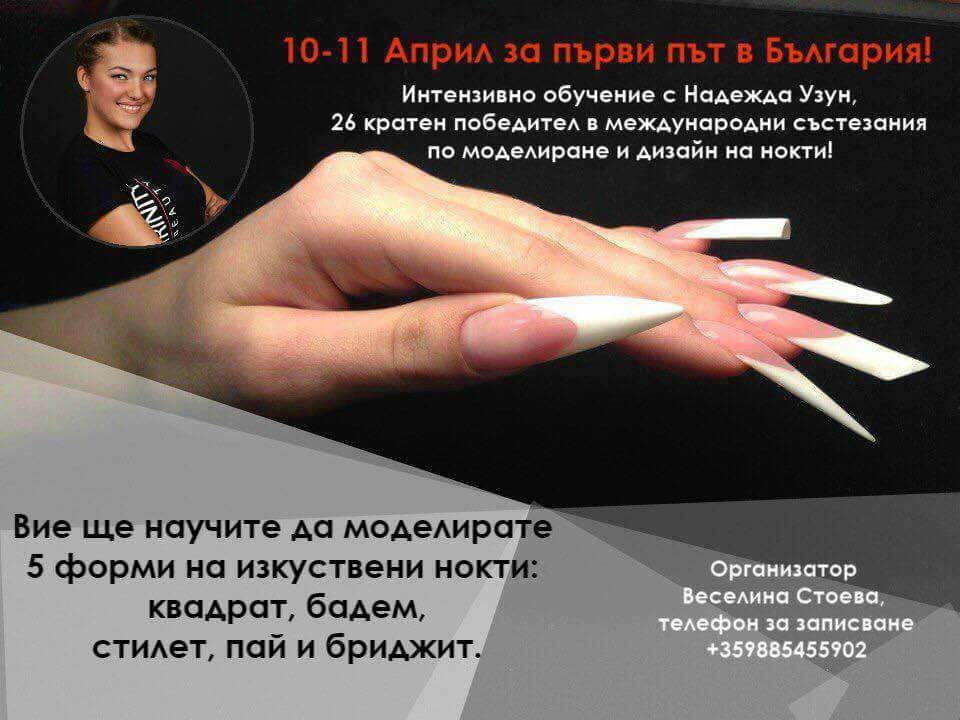 10-11 Април за първи път в България!
Интензивно обучение с Надежда Узун,
26 кратен победител в международни състезания
по моделиране и дизайн на нокти!
TRINITY
BEAUTY
Вие ще научите да моделирате
5 форми на изкуствени нокти:
квадрат, бадем,
стилет, пай и бриджит.
Организатор
Веселина Стоева,
телефон за записване
+359885455902